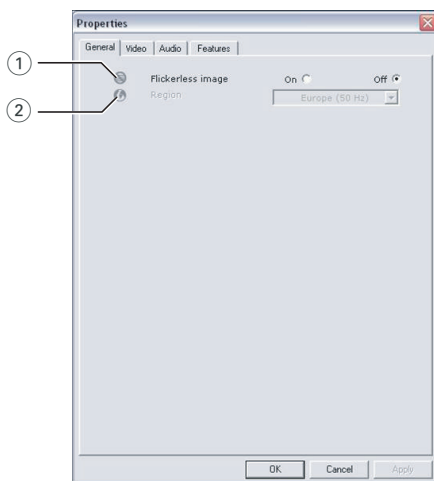 Properties
General Video Audio Features
1 Flickerless image On Off
2 Region Europe (50 Hz)
OK Cancel Apply